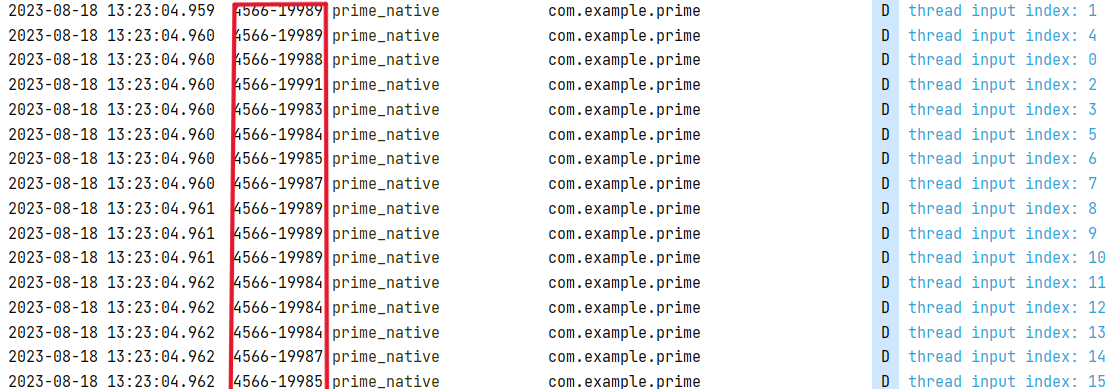 2023-08-18 13:23:04.959 4566-19989 prime_native com.example.prime D thread input index: 1
2023-08-18 13:23:04.960 4566-19989 prime_native com.example.prime D thread input index: 4
2023-08-18 13:23:04.960 4566-19988 prime_native com.example.prime D thread input index: 0
2023-08-18 13:23:04.960 4566-19991 prime_native com.example.prime D thread input index: 2
2023-08-18 13:23:04.960 4566-19983 prime_native com.example.prime D thread input index: 3
2023-08-18 13:23:04.960 4566-19984 prime_native com.example.prime D thread input index: 5
2023-08-18 13:23:04.960 4566-19985 prime_native com.example.prime D thread input index: 6
2023-08-18 13:23:04.960 4566-19987 prime_native com.example.prime D thread input index: 7
2023-08-18 13:23:04.961 4566-19989 prime_native com.example.prime D thread input index: 8
2023-08-18 13:23:04.961 4566-19989 prime_native com.example.prime D thread input index: 9
2023-08-18 13:23:04.961 4566-19989 prime_native com.example.prime D thread input index: 10
2023-08-18 13:23:04.962 4566-19984 prime_native com.example.prime D thread input index: 11
2023-08-18 13:23:04.962 4566-19984 prime_native com.example.prime D thread input index: 12
2023-08-18 13:23:04.962 4566-19984 prime_native com.example.prime D thread input index: 13
2023-08-18 13:23:04.962 4566-19987 prime_native com.example.prime D thread input index: 14
2023-08-18 13:23:04.962 4566-19985 prime_native com.example.prime D thread input index: 15